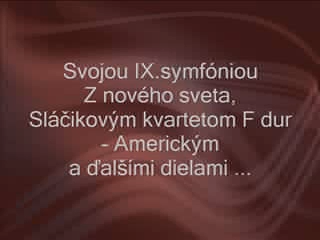 Svojou IX.symfóniou
Z nového sveta,
Sláčikovým kvartetom F dur
- Americkým
a ďalšími dielami ...